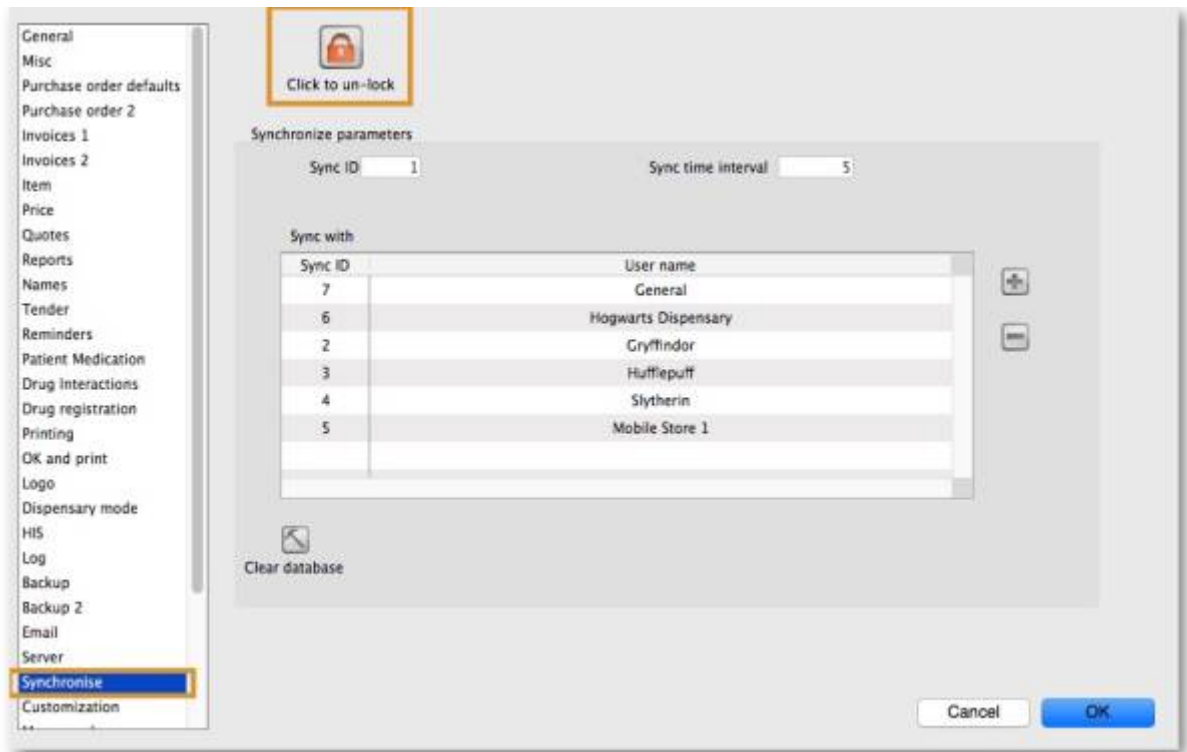 General
Misc
Purchase order defaults
Purchase order 2
Invoices 1
Invoices 2
Item
Price
Quotes
Reports
Names
Tender
Reminders
Patient Medication
Drug Interactions
Drug registration
Printing
OK and print
Logo
Dispensary mode
HIS
Log
Backup
Backup 2
Email
Server
Synchronise
Customization
Click to un-lock
Synchronize parameters
Sync ID 1 Sync time interval 5
Sync with
Sync ID User name
7 General
6 Hogwarts Dispensary
2 Gryffindor
3 Hufflepuff
4 Slytherin
5 Mobile Store 1
Clear database
Cancel OK